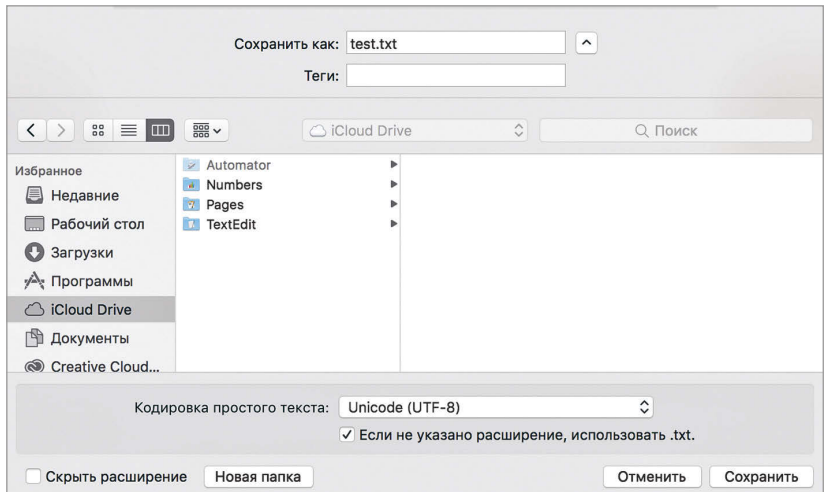 Сохранить как: test.txt
Теги:
iCloud Drive
Поиск
Избранное
Недавние
Рабочий стол
Загрузки
Программы
iCloud Drive
Документы
Creative Cloud...
Automator
Numbers
Pages
TextEdit
Кодировка простого текста: Unicode (UTF-8)
Если не указано расширение, использовать .txt.
Скрыть расширение Новая папка Отменить Сохранить